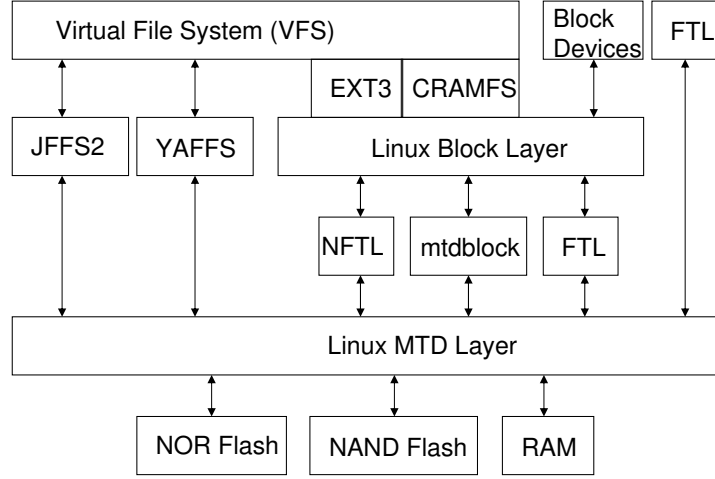 Virtual File System (VFS)
Block
Devices
FTL
EXT3
CRAMFS
JFFS2
YAFFS
Linux Block Layer
NFTL
mtdblock
FTL
Linux MTD Layer
NOR Flash
NAND Flash
RAM